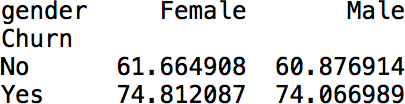 gender Female Male
Churn
No 61.664908 60.876914
Yes 74.812087 74.066989